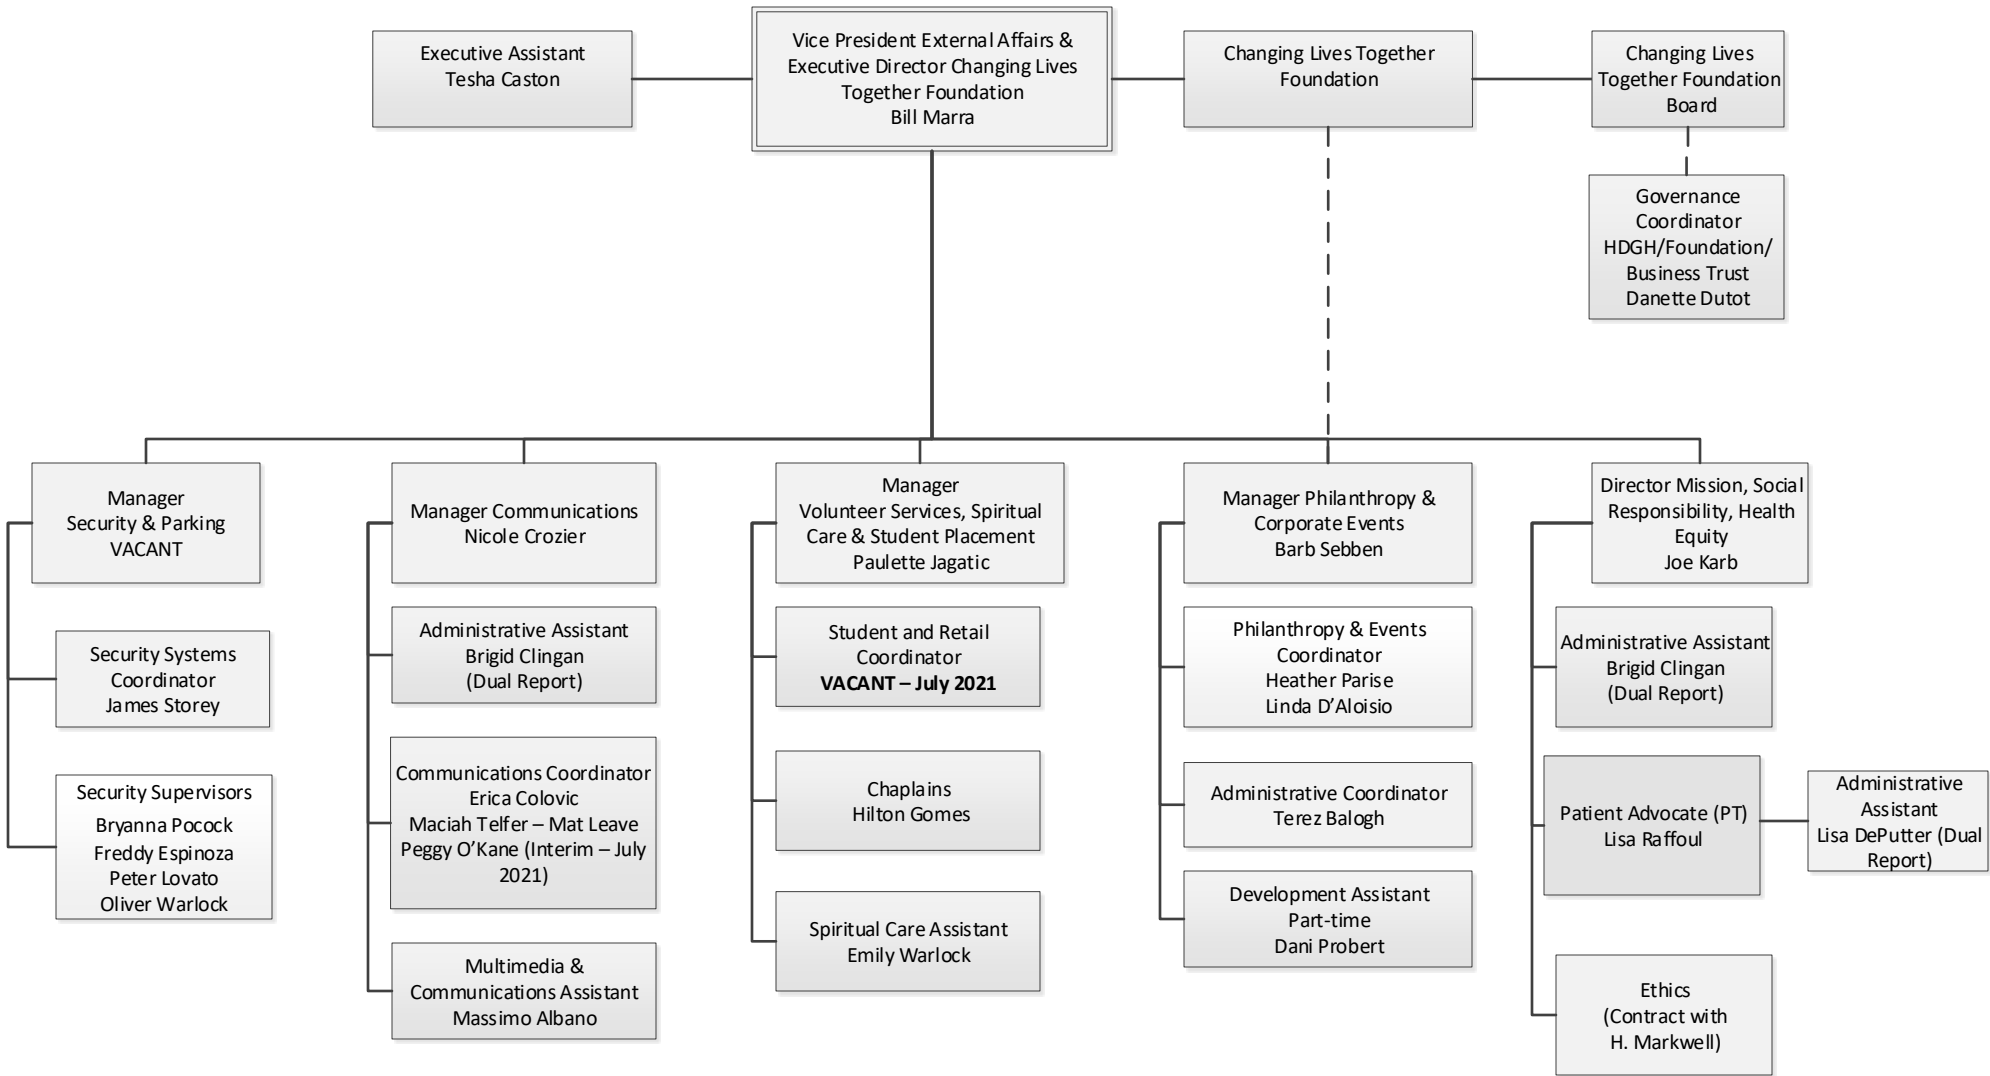 Executive Assistant
Tesha Caston
Vice President External Affairs &
Executive Director Changing Lives
Together Foundation
Bill Marra
Changing Lives Together
Foundation
Changing Lives
Together Foundation
Board
Governance
Coordinator
HDGH/Foundation/
Business Trust
Danette Dutot
Manager
Security & Parking
VACANT
Security Systems
Coordinator
James Storey
Security Supervisors
Bryanna Pocock
Freddy Espinoza
Peter Lovato
Oliver Warlock
Manager Communications
Nicole Crozier
Administrative Assistant
Brigid Clingan
(Dual Report)
Communications Coordinator
Erica Colovic
Maciah Telfer – Mat Leave
Peggy O’Kane (Interim – July
2021)
Multimedia &
Communications Assistant
Massimo Albano
Manager
Volunteer Services, Spiritual
Care & Student Placement
Paulette Jagatic
Student and Retail
Coordinator
VACANT – July 2021
Chaplains
Hilton Gomes
Spiritual Care Assistant
Emily Warlock
Manager Philanthropy &
Corporate Events
Barb Sebben
Philanthropy & Events
Coordinator
Heather Parise
Linda D’Aloisio
Administrative Coordinator
Terez Balogh
Development Assistant
Part-time
Dani Probert
Director Mission, Social
Responsibility, Health
Equity
Joe Karb
Administrative Assistant
Brigid Clingan
(Dual Report)
Patient Advocate (PT)
Lisa Raffoul
Administrative
Assistant
Lisa DePutter (Dual
Report)
Ethics
(Contract with
H. Markwell)